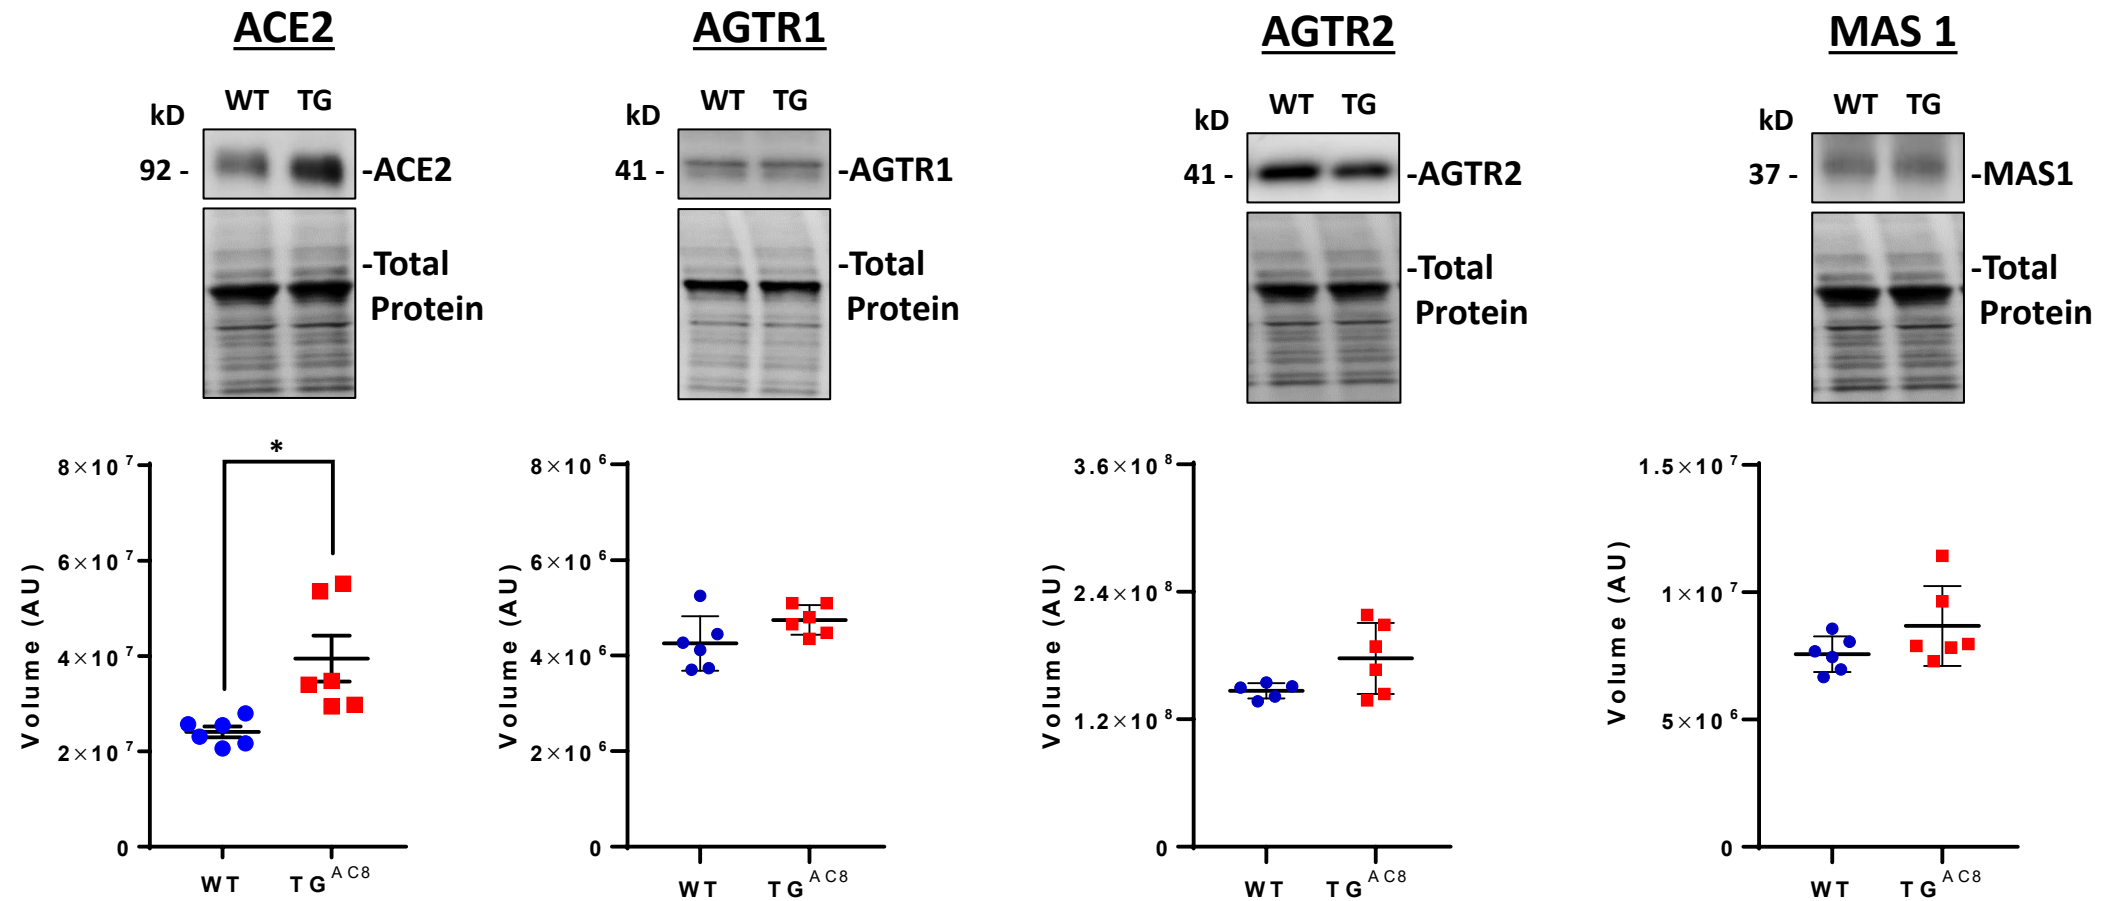 ACE2
WT TG
kD
92 -
-ACE2
-Total
Protein
*
8×10⁷
6×10⁷
4×10⁷
2×10⁷
0
Volume (AU)
WT TG^AC8
AGTR1
WT TG
kD
41 -
-AGTR1
-Total
Protein
8×10⁶
6×10⁶
4×10⁶
2×10⁶
0
Volume (AU)
WT TG^AC8
AGTR2
WT TG
kD
41 -
-AGTR2
-Total
Protein
3.6×10⁸
2.4×10⁸
1.2×10⁸
0
Volume (AU)
WT TG^AC8
MAS 1
WT TG
kD
37 -
-MAS1
-Total
Protein
1.5×10⁷
1×10⁷
5×10⁶
0
Volume (AU)
WT TG^AC8